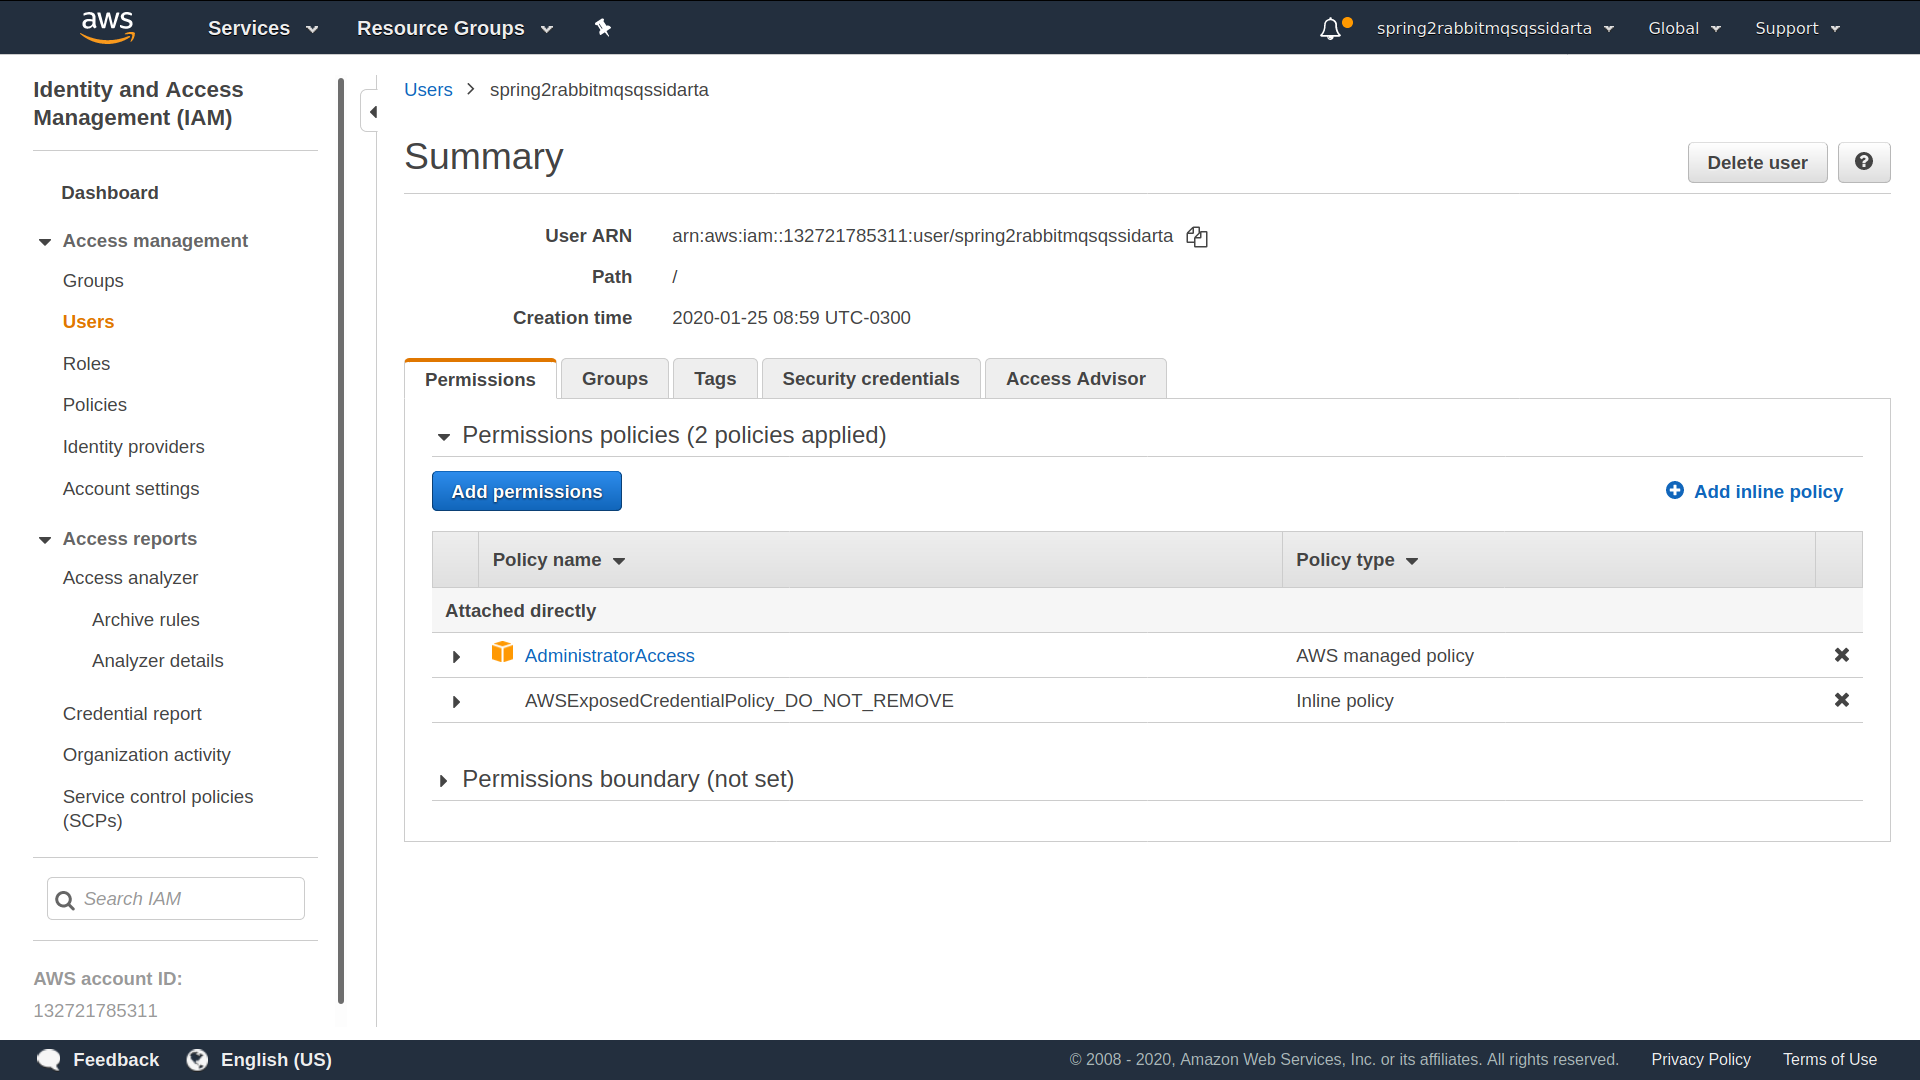 aws
Services
Resource Groups
spring2rabbitmqsqssidarta
Global
Support
Identity and Access
Management (IAM)
Dashboard
Access management
Groups
Users
Roles
Policies
Identity providers
Account settings
Access reports
Access analyzer
Archive rules
Analyzer details
Credential report
Organization activity
Service control policies
(SCPs)
Search IAM
AWS account ID:
132721785311
Users > spring2rabbitmqsqssidarta
Summary
Delete user
User ARN arn:aws:iam::132721785311:user/spring2rabbitmqsqssidarta
Path /
Creation time 2020-01-25 08:59 UTC-0300
Permissions
Groups
Tags
Security credentials
Access Advisor
Permissions policies (2 policies applied)
Add permissions
Add inline policy
Policy name
Policy type
Attached directly
AdministratorAccess AWS managed policy
AWSExposedCredentialPolicy_DO_NOT_REMOVE Inline policy
Permissions boundary (not set)
Feedback
English (US)
© 2008 - 2020, Amazon Web Services, Inc. or its affiliates. All rights reserved.
Privacy Policy
Terms of Use